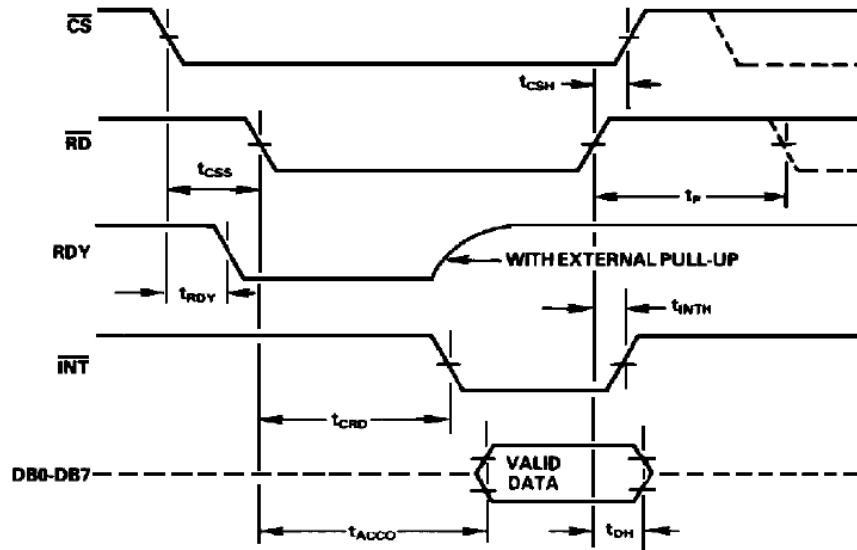 CS
tCSH
RD
tCSS
tP
RDY
WITH EXTERNAL PULL-UP
tRDY
tINTH
INT
tCRD
DB0-DB7
VALID
DATA
tACCO
tDH